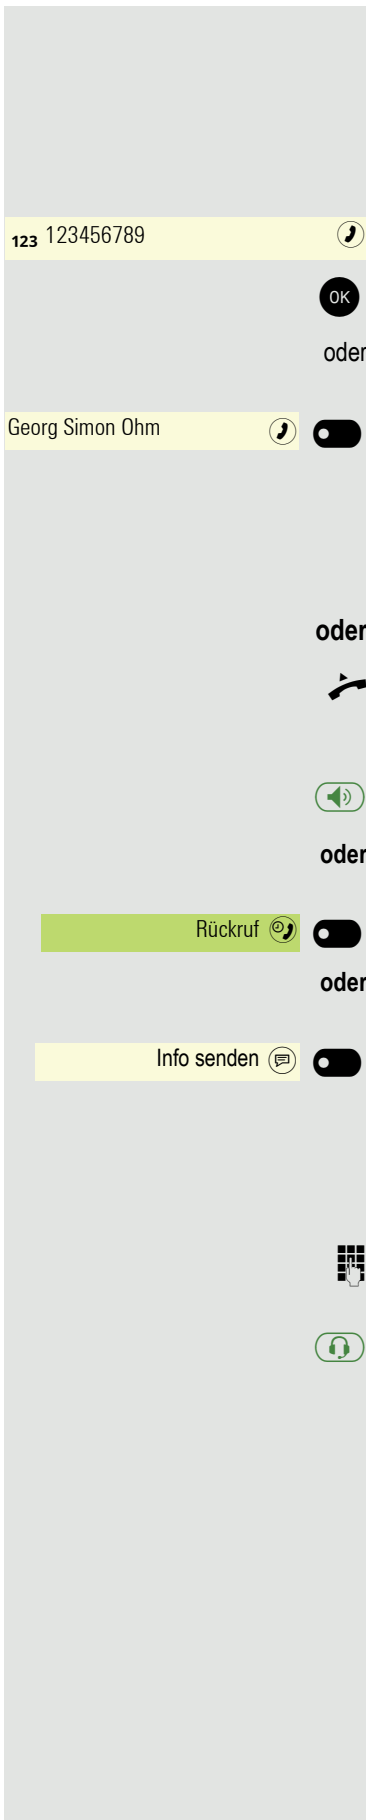 123 123456789
OK
oder
Georg Simon Ohm
oder
oder
Rückruf
oder
Info senden